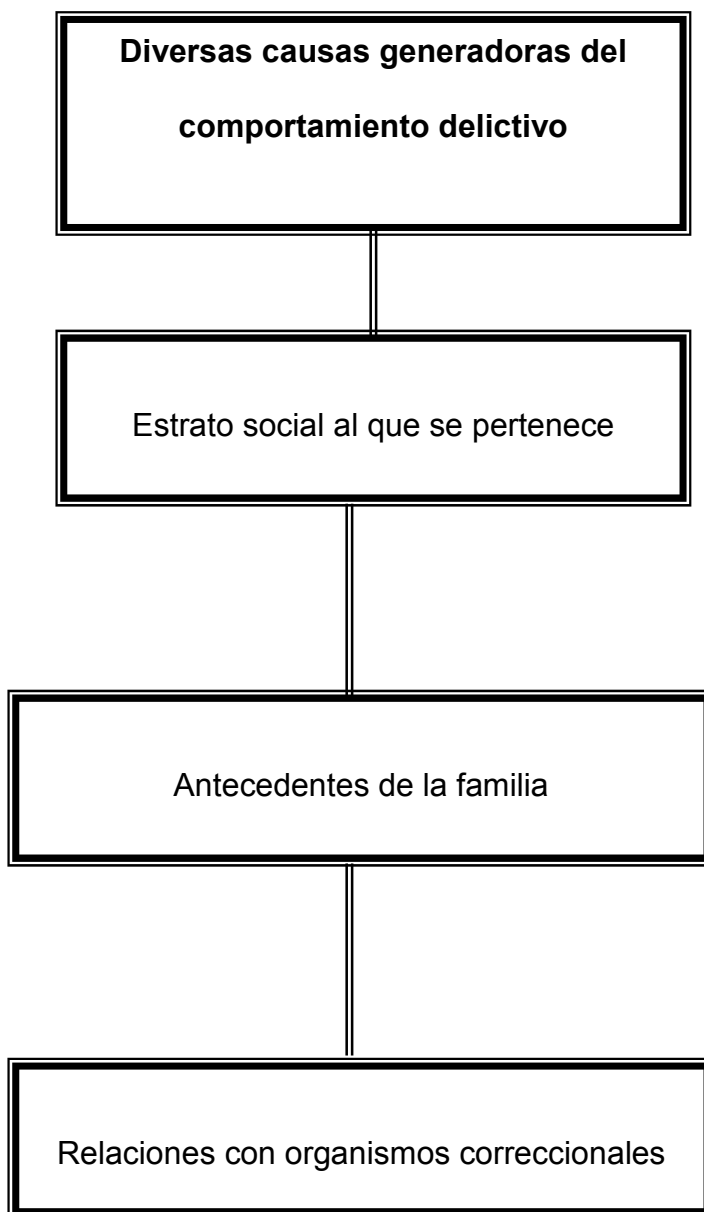 Diversas causas generadoras del
comportamiento delictivo
Estrato social al que se pertenece
Antecedentes de la familia
Relaciones con organismos correccionales